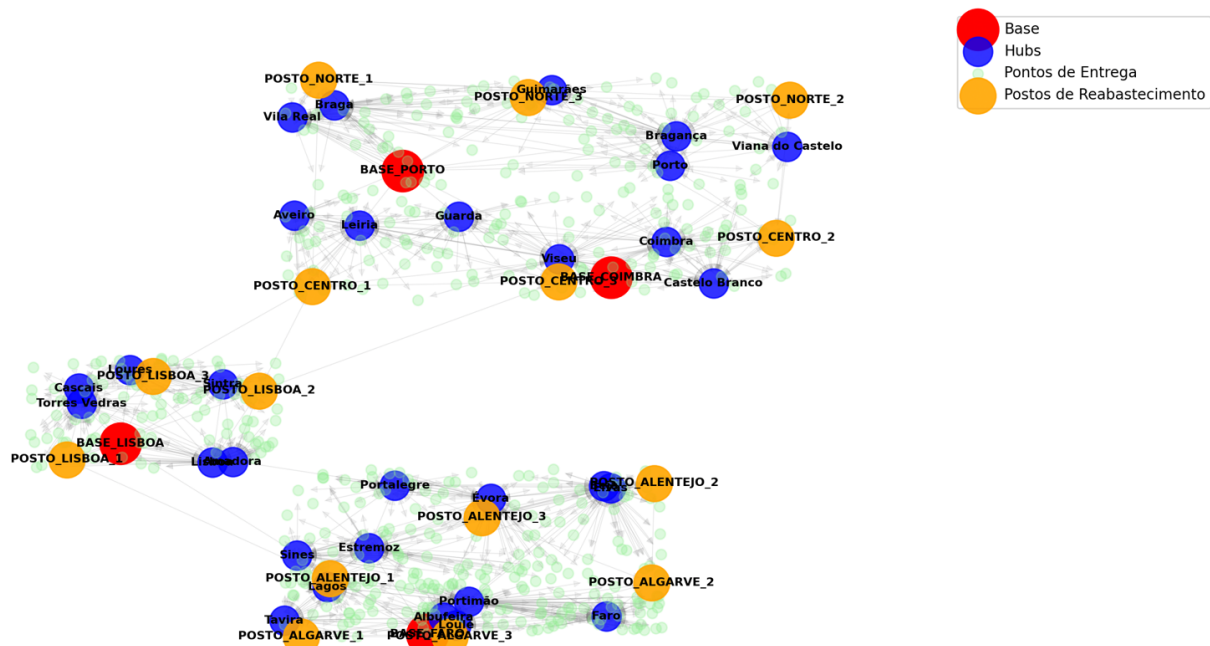 Base
Hubs
Pontos de Entrega
Postos de Reabastecimento
POSTO_NORTE_1
Guimarães
POSTO_NORTE_3
POSTO_NORTE_2
Braga
Vila Real
Bragança
Viana do Castelo
BASE_PORTO
Porto
Aveiro
Leiria
Guarda
Coimbra
POSTO_CENTRO_2
Viseu
BASE_COIMBRA
POSTO_CENTRO_3
Castelo Branco
POSTO_CENTRO_1
Loures
POSTO_LISBOA_3
Cascais
Sintra
POSTO_LISBOA_2
Torres Vedras
BASE_LISBOA
POSTO_LISBOA_1
Lisboa
Amadora
Portalegre
POSTO_ALENTEJO_2
Évora
POSTO_ALENTEJO_3
Estremoz
Sines
POSTO_ALENTEJO_1
Lagos
POSTO_ALGARVE_2
Portimão
Albufeira
Faro
Tavira
Loulé
POSTO_ALGARVE_1
BASE_FARO
POSTO_ALGARVE_3